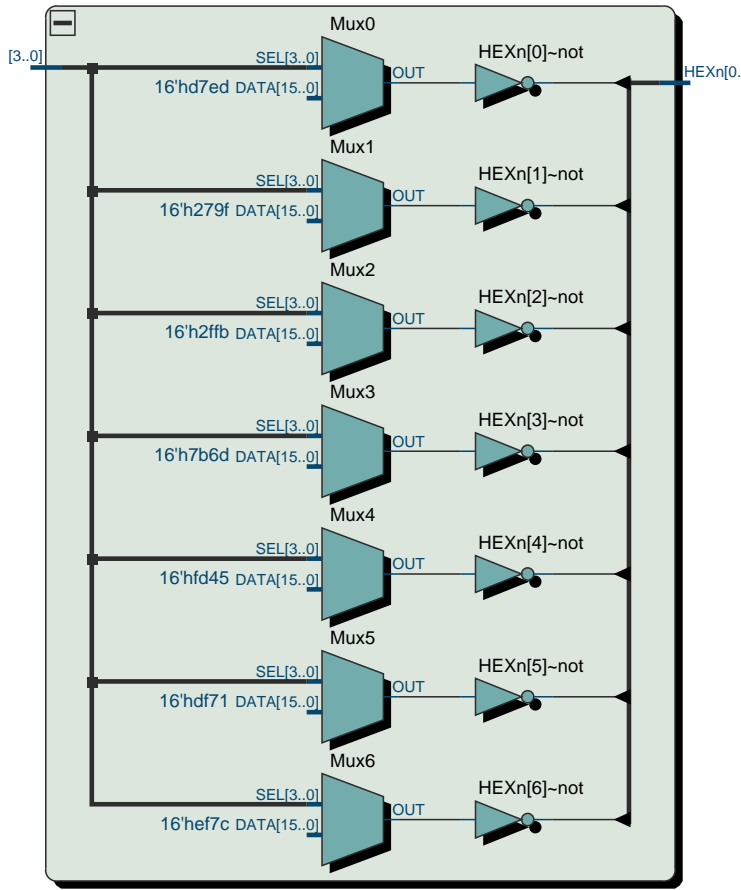 Mux0
[3..0]
SEL[3..0]
16'hd7ed DATA[15..0]
OUT
HEXn[0]~not
HEXn[0.
Mux1
SEL[3..0]
16'h279f DATA[15..0]
OUT
HEXn[1]~not
Mux2
SEL[3..0]
16'h2ffb DATA[15..0]
OUT
HEXn[2]~not
Mux3
SEL[3..0]
16'h7b6d DATA[15..0]
OUT
HEXn[3]~not
Mux4
SEL[3..0]
16'hfd45 DATA[15..0]
OUT
HEXn[4]~not
Mux5
SEL[3..0]
16'hdf71 DATA[15..0]
OUT
HEXn[5]~not
Mux6
SEL[3..0]
16'hef7c DATA[15..0]
OUT
HEXn[6]~not